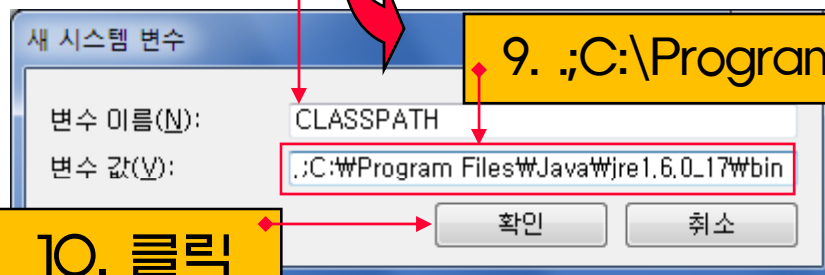 새 시스템 변수
9. .;C:\Program
변수 이름(N):
CLASSPATH
변수 값(V):
.;C:₩Program Files₩Java₩jre1.6.0_17₩bin
확인
취소
10. 클릭